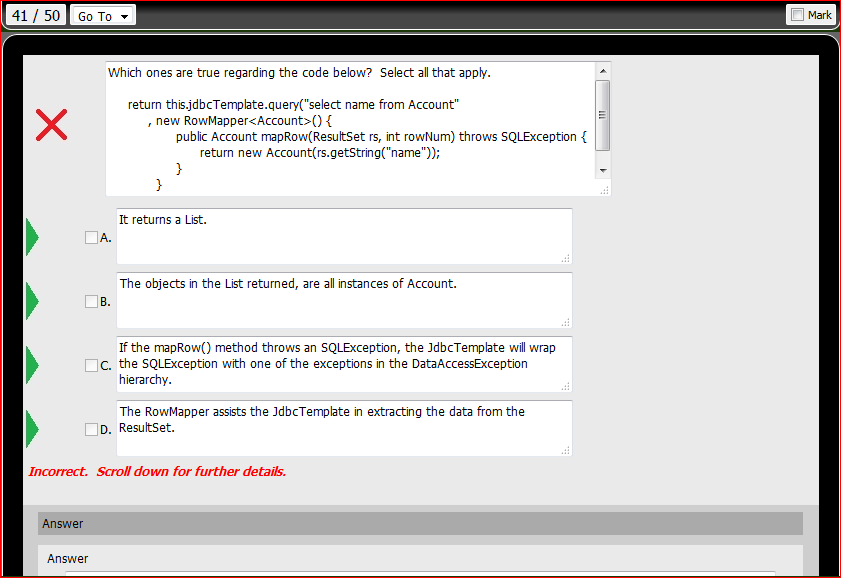 41 / 50 Go To Mark
Which ones are true regarding the code below? Select all that apply.
return this.jdbcTemplate.query("select name from Account"
, new RowMapper<Account>() {
public Account mapRow(ResultSet rs, int rowNum) throws SQLException {
return new Account(rs.getString("name"));
}
}
A. It returns a List.
B. The objects in the List returned, are all instances of Account.
C. If the mapRow() method throws an SQLException, the JdbcTemplate will wrap
the SQLException with one of the exceptions in the DataAccessException
hierarchy.
D. The RowMapper assists the JdbcTemplate in extracting the data from the
ResultSet.
Incorrect. Scroll down for further details.
Answer
Answer